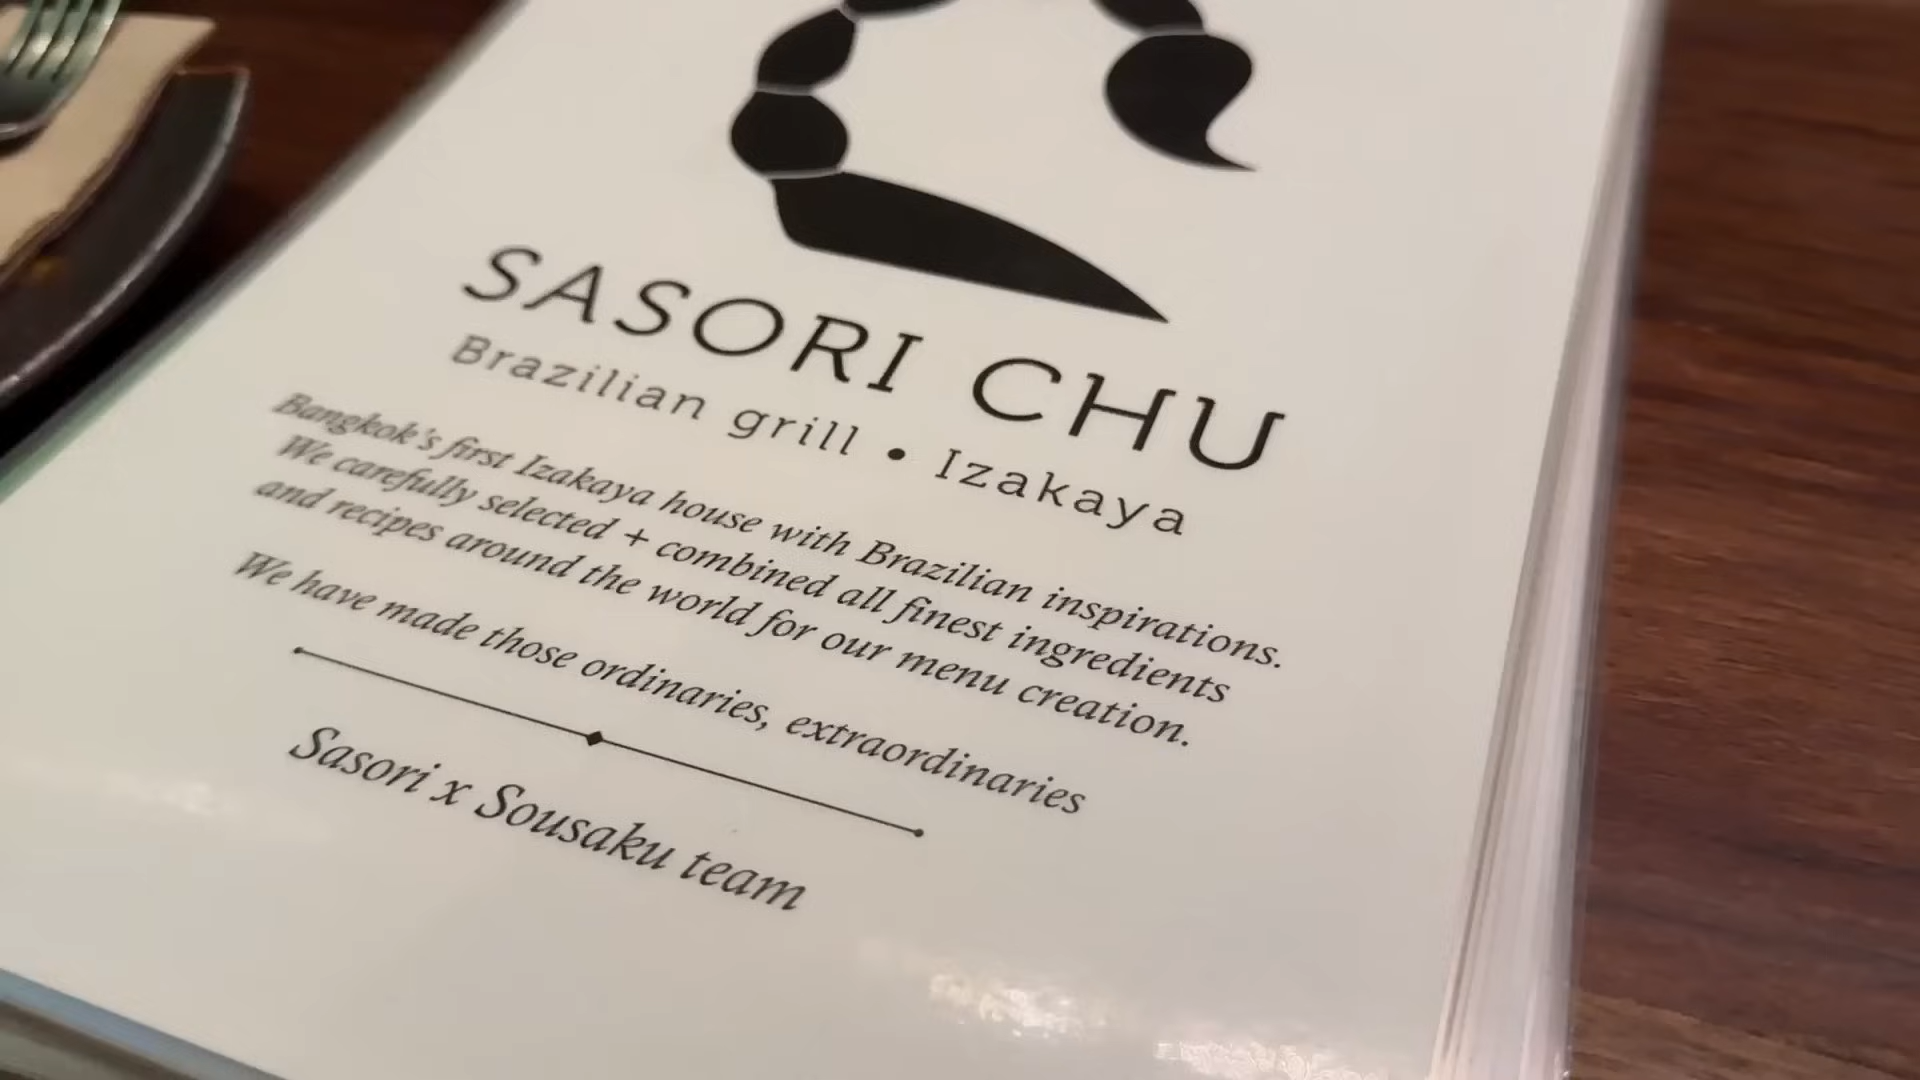 SASORI CHU
Brazilian grill • Izakaya
Bangkok's first Izakaya house with Brazilian inspirations.
We carefully selected + combined all finest ingredients
and recipes around the world for our menu creation.
We have made those ordinaries, extraordinaries
Sasori x Sousaku team